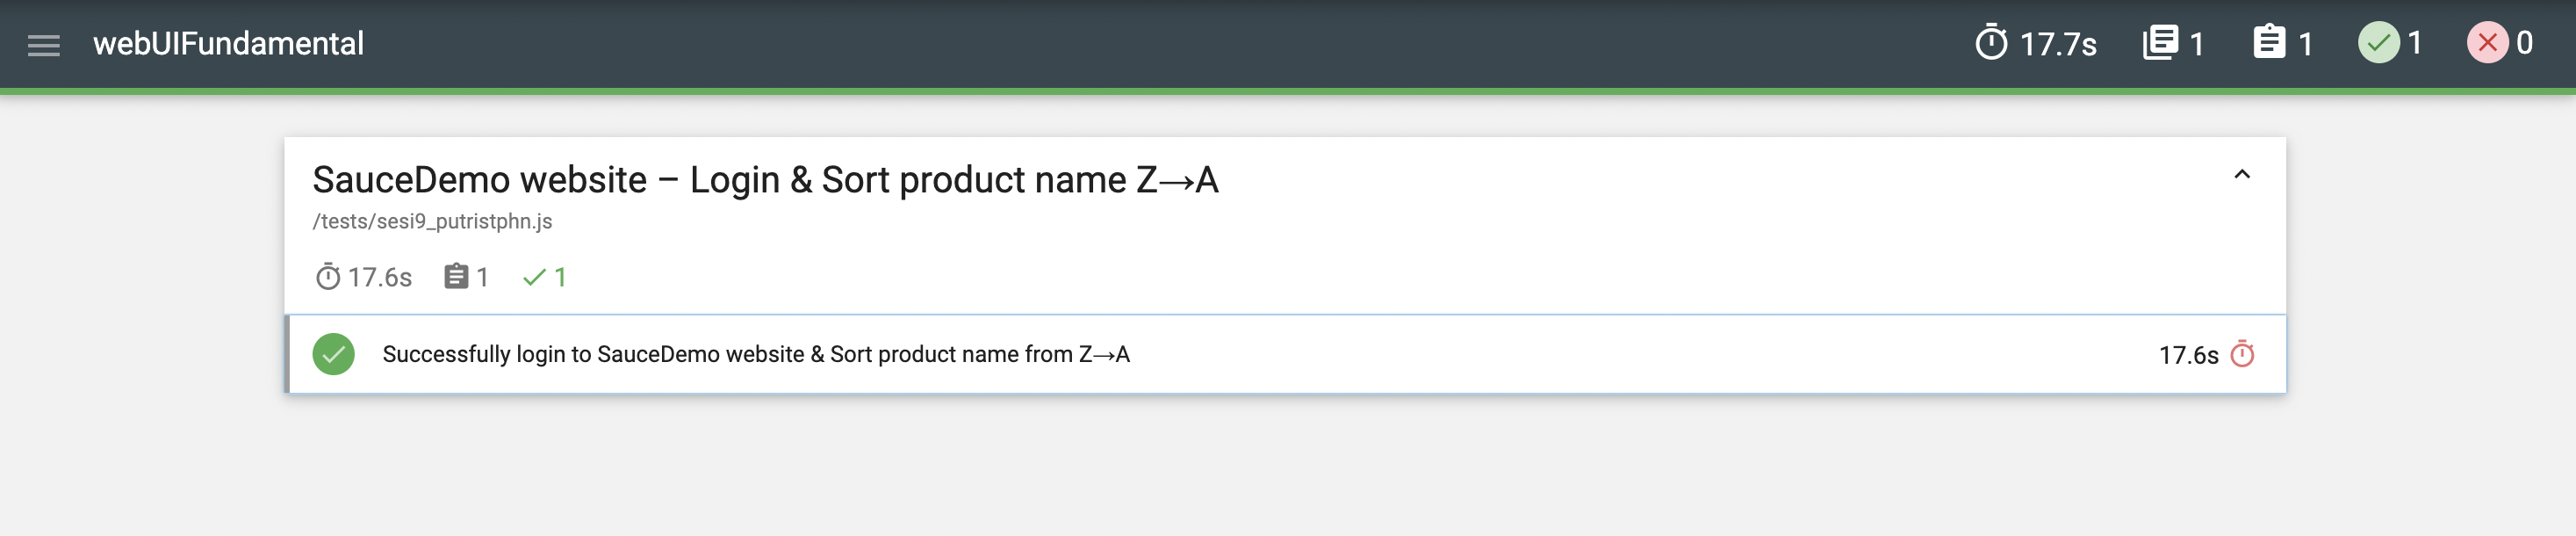 webUIFundamental 17.7s 1 1 1 0
SauceDemo website – Login & Sort product name Z→A
/tests/sesi9_putristphn.js
17.6s 1 1
Successfully login to SauceDemo website & Sort product name from Z→A 17.6s